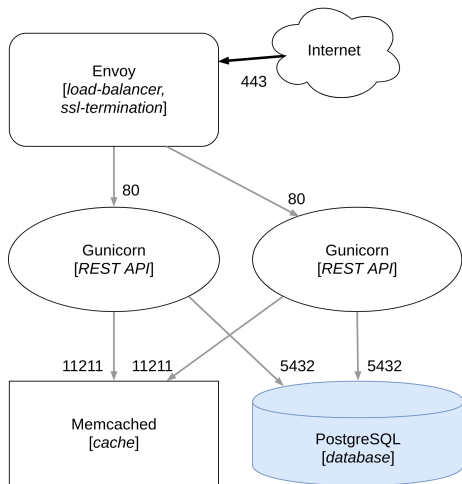 Internet
Envoy
[load-balancer,
ssl-termination]
443
80
80
Gunicorn
[REST API]
Gunicorn
[REST API]
11211
11211
5432
5432
Memcached
[cache]
PostgreSQL
[database]